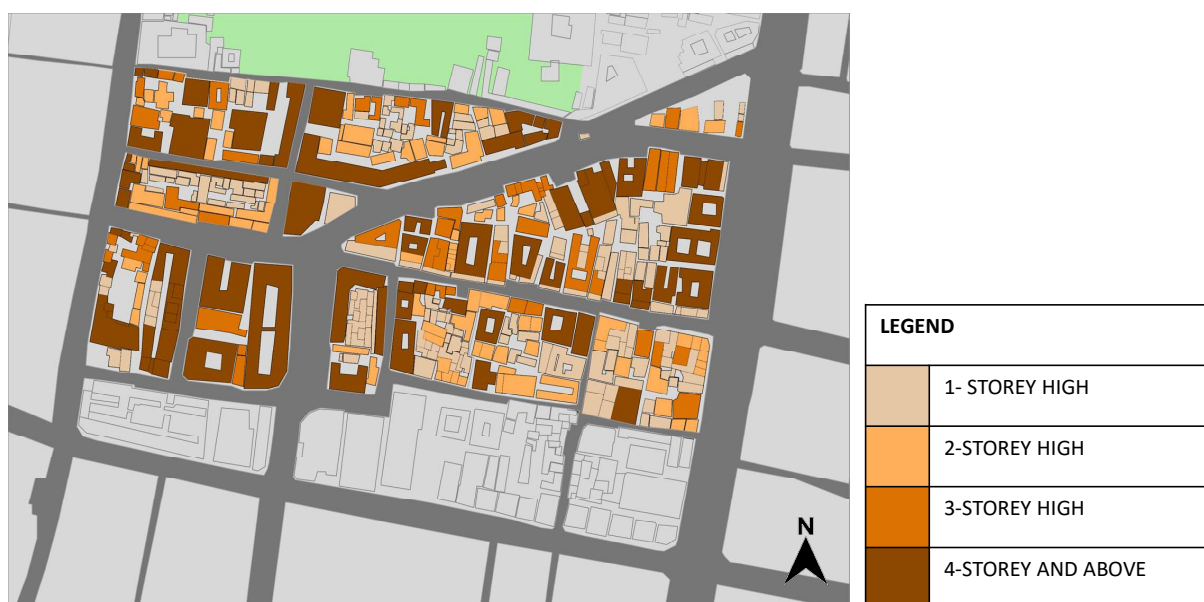 N
LEGEND
1- STOREY HIGH
2-STOREY HIGH
3-STOREY HIGH
4-STOREY AND ABOVE